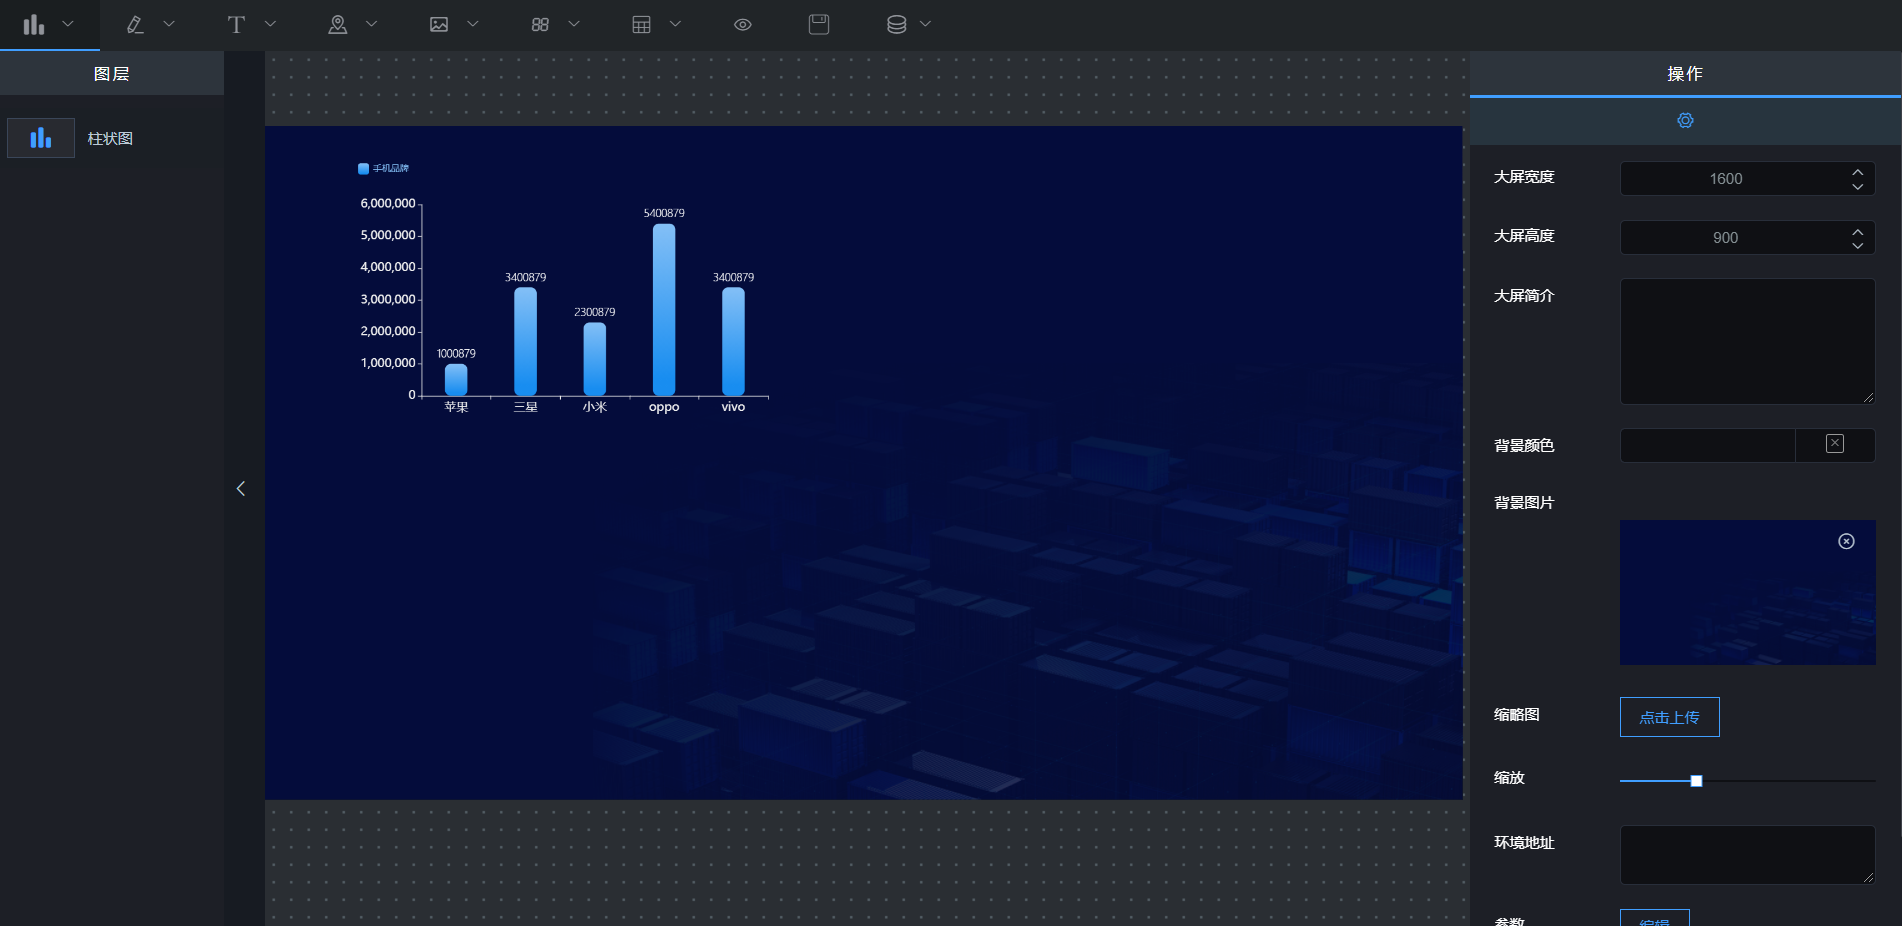 图层
柱状图
手机品牌
6,000,000
5,000,000
4,000,000
3,000,000
2,000,000
1,000,000
0
1000879
3400879
2300879
5400879
3400879
苹果
三星
小米
oppo
vivo
操作
大屏宽度
1600
大屏高度
900
大屏简介
背景颜色
背景图片
缩略图
点击上传
缩放
环境地址
参数
编辑